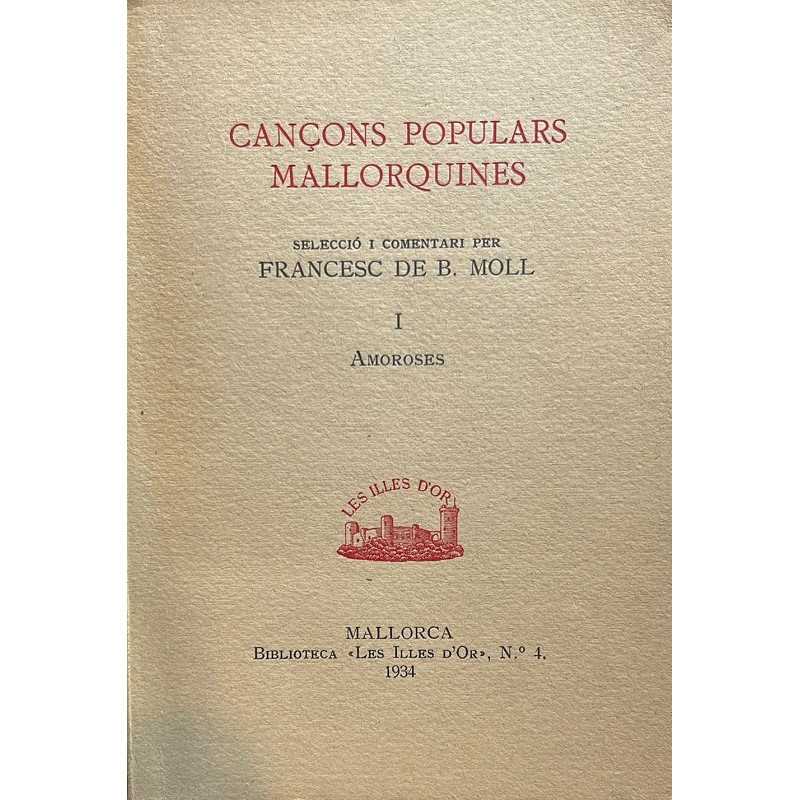 CANÇONS POPULARS
MALLORQUINES
SELECCIÓ I COMENTARI PER
FRANCESC DE B. MOLL
I
AMOROSES
LES ILLES D'OR
MALLORCA
BIBLIOTECA «LES ILLES D'OR», N.º 4.
1934